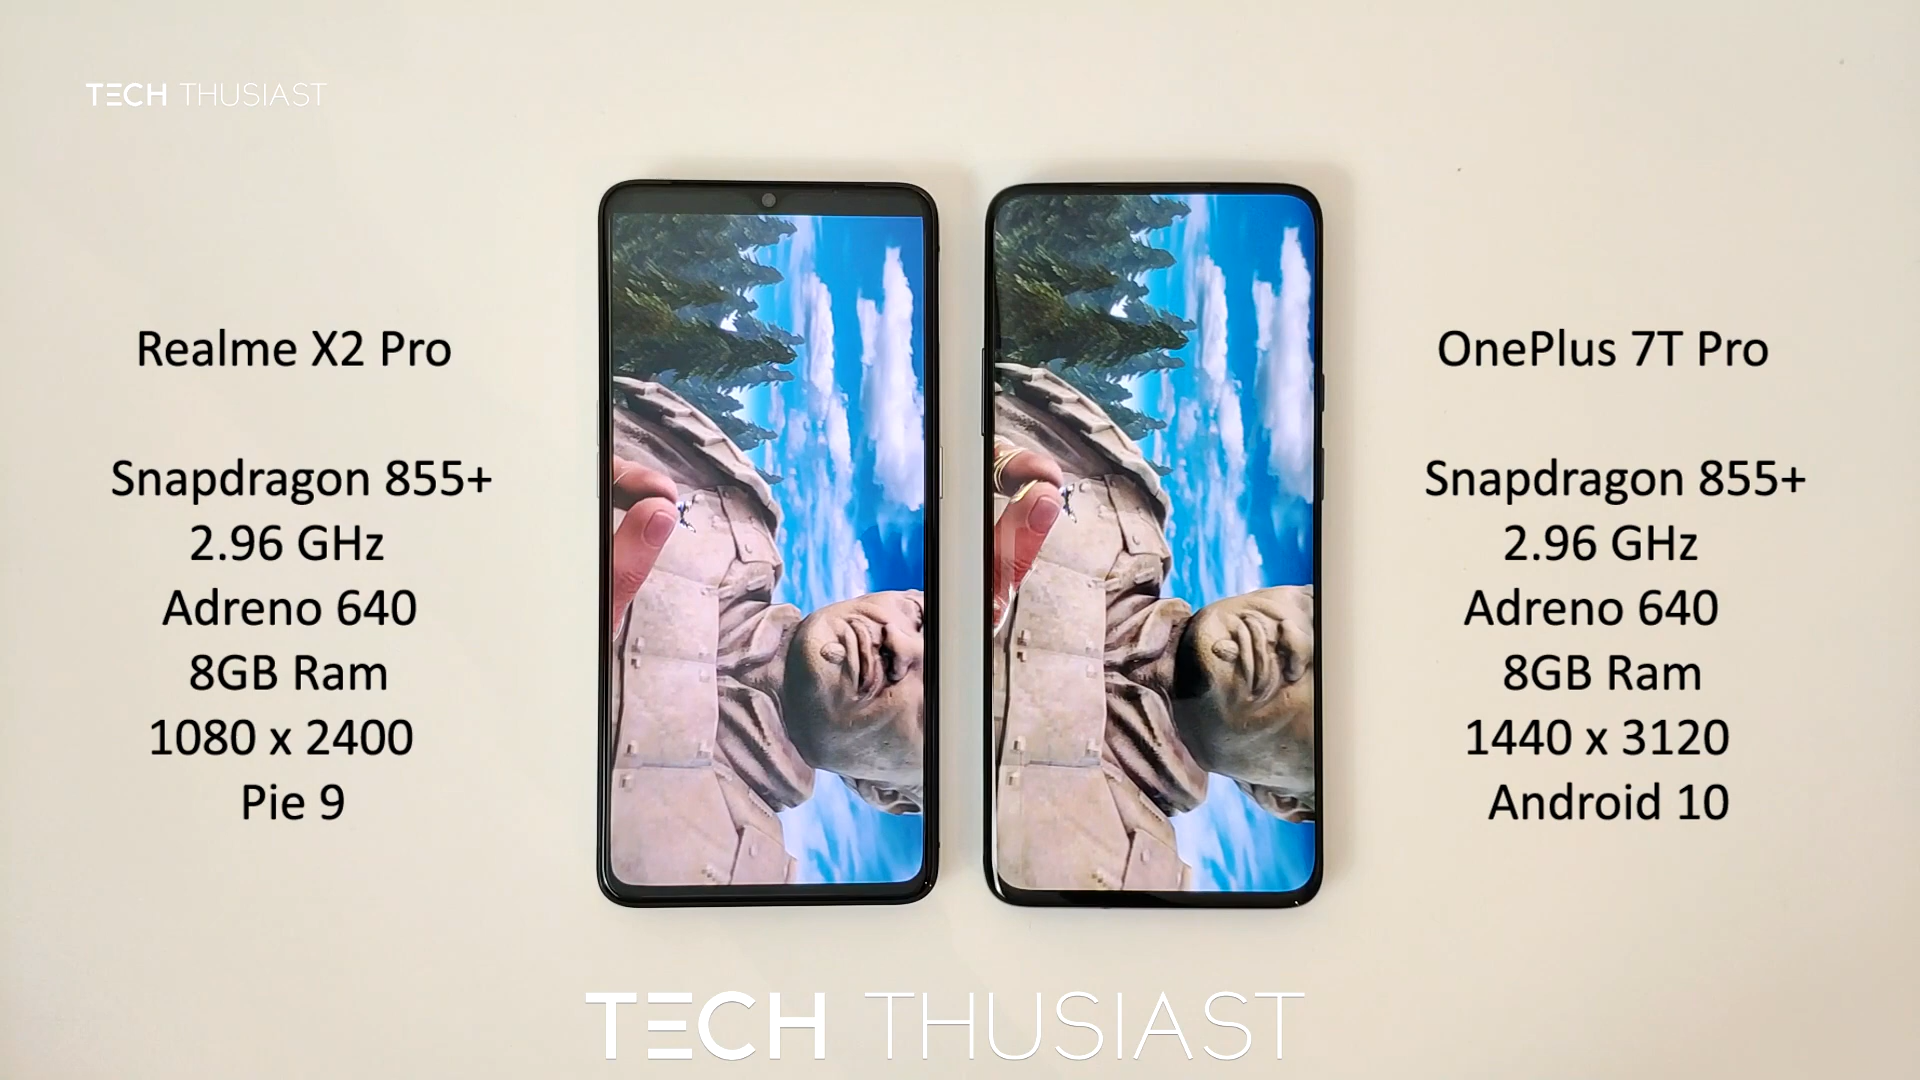 TECH THUSIAST
Realme X2 Pro
Snapdragon 855+
2.96 GHz
Adreno 640
8GB Ram
1080 x 2400
Pie 9
OnePlus 7T Pro
Snapdragon 855+
2.96 GHz
Adreno 640
8GB Ram
1440 x 3120
Android 10
TECH THUSIAST